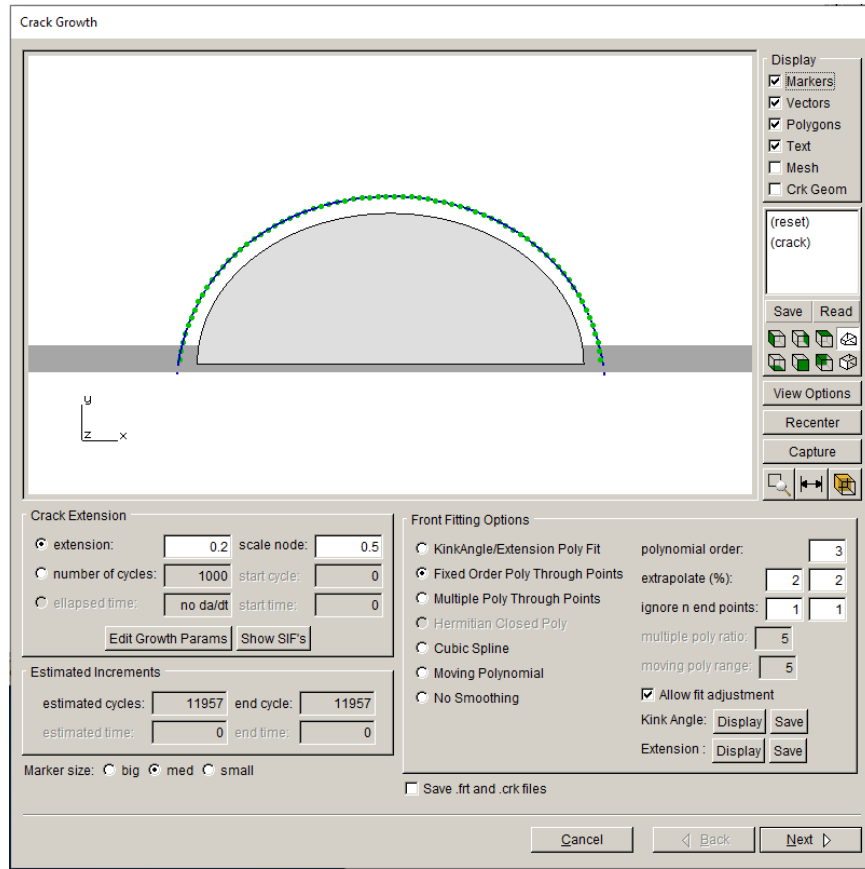 Crack Growth
Display
Markers
Vectors
Polygons
Text
Mesh
Crk Geom
(reset)
(crack)
Save Read
View Options
Recenter
Capture
y
z x
Crack Extension
extension: 0.2 scale node: 0.5
number of cycles: 1000 start cycle: 0
ellapsed time: no da/dt start time: 0
Edit Growth Params Show SIF's
Estimated Increments
estimated cycles: 11957 end cycle: 11957
estimated time: 0 end time: 0
Marker size: big med small
Front Fitting Options
KinkAngle/Extension Poly Fit
Fixed Order Poly Through Points
Multiple Poly Through Points
Hermitian Closed Poly
Cubic Spline
Moving Polynomial
No Smoothing
polynomial order: 3
extrapolate (%): 2 2
ignore n end points: 1 1
multiple poly ratio: 5
moving poly range: 5
Allow fit adjustment
Kink Angle: Display Save
Extension : Display Save
Save .frt and .crk files
Cancel Back Next